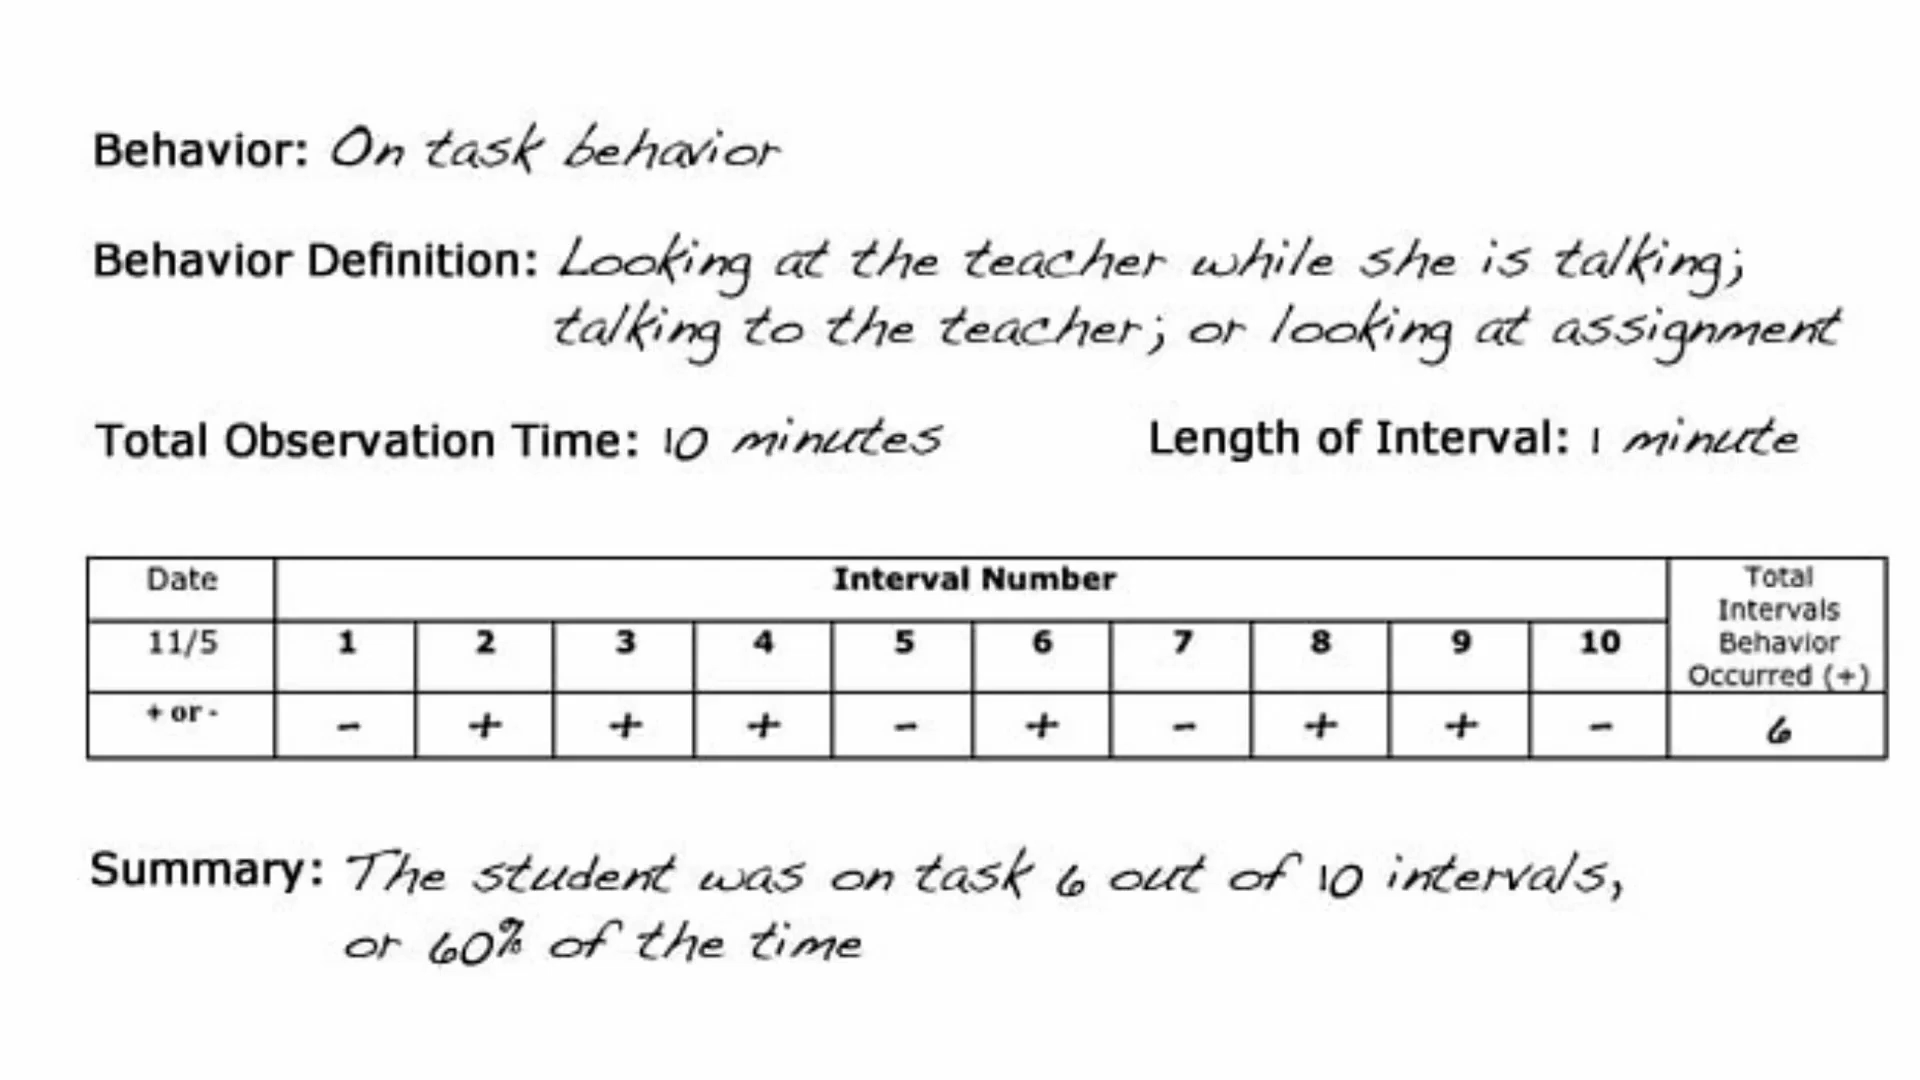 Behavior: On task behavior
Behavior Definition: Looking at the teacher while she is talking;
talking to the teacher; or looking at assignment
Total Observation Time: 10 minutes Length of Interval: 1 minute
Date Interval Number Total
Intervals
Behavior
Occurred (+)
11/5 1 2 3 4 5 6 7 8 9 10
+ or - - + + + - + - + + - 6
Summary: The student was on task 6 out of 10 intervals,
or 60% of the time